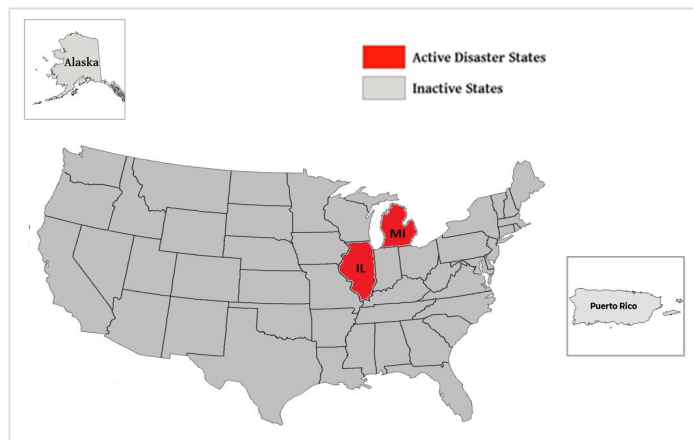 Alaska
Active Disaster States
Inactive States
MI
IL
Puerto Rico